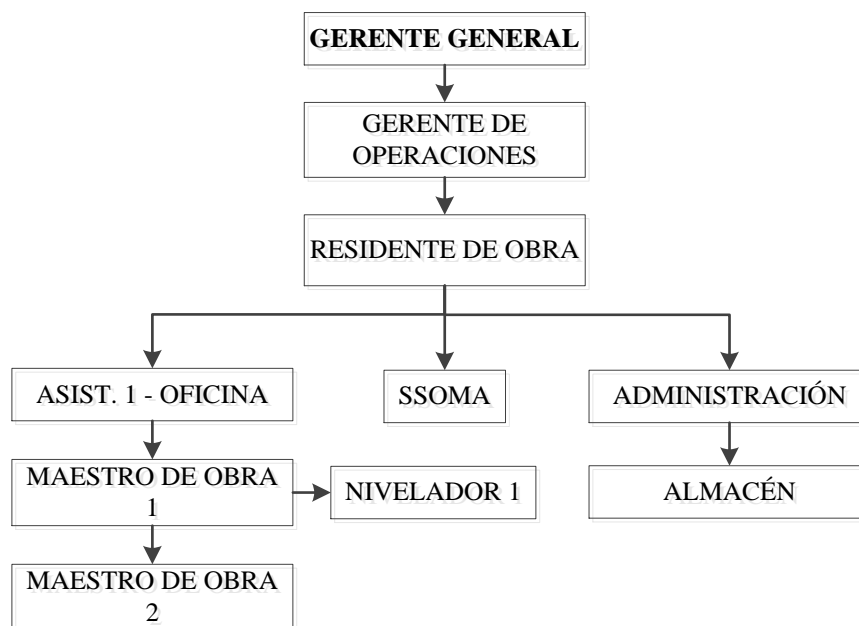 GERENTE GENERAL
GERENTE DE
OPERACIONES
RESIDENTE DE OBRA
ASIST. 1 - OFICINA
SSOMA
ADMINISTRACIÓN
MAESTRO DE OBRA
1
NIVELADOR 1
ALMACÉN
MAESTRO DE OBRA
2